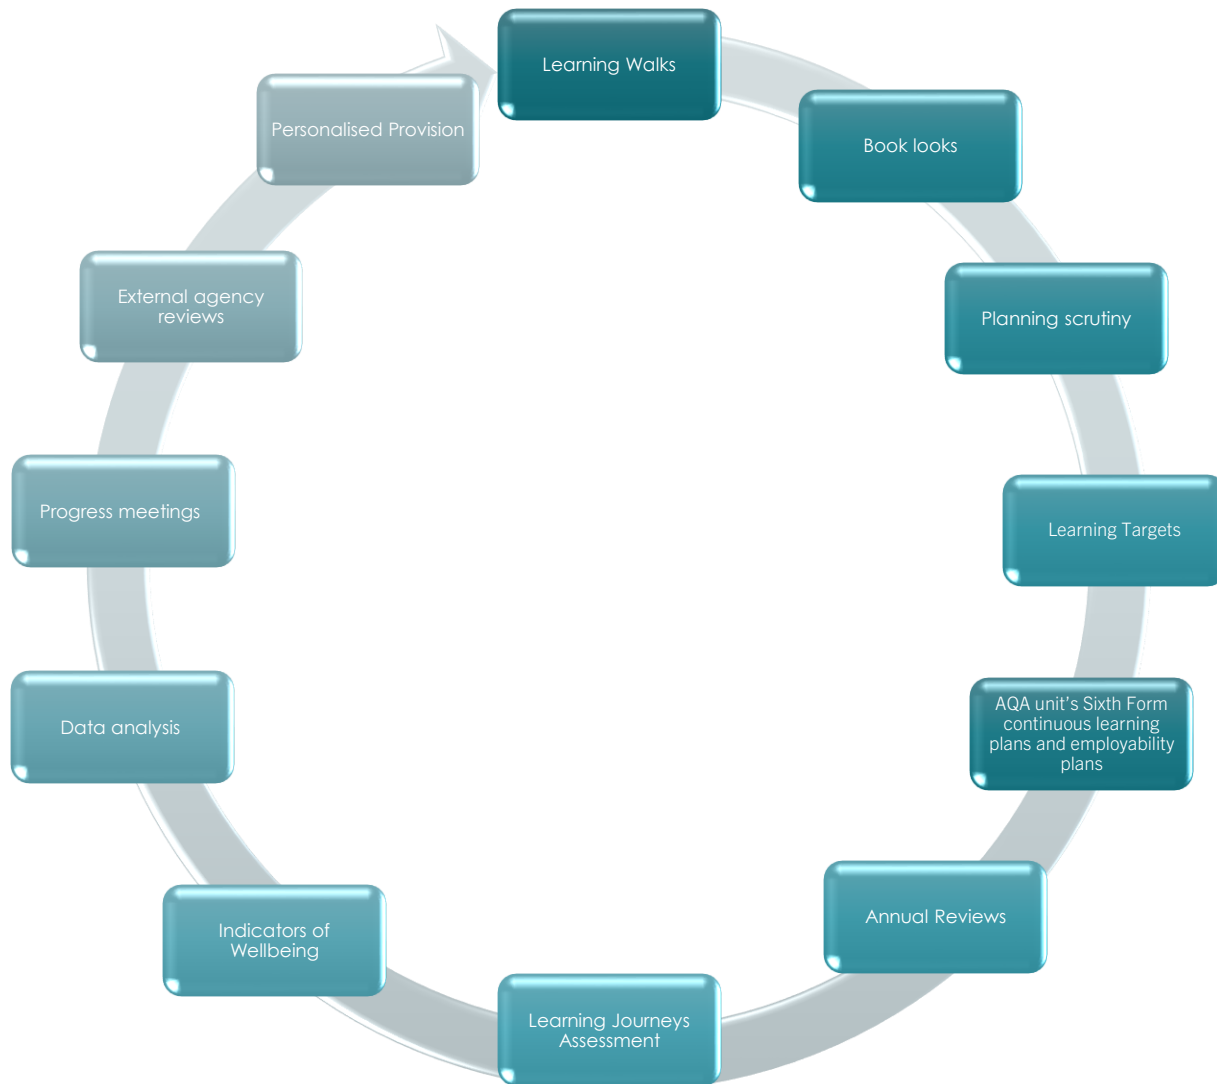 Learning Walks
Book looks
Planning scrutiny
Learning Targets
AQA unit's Sixth Form
continuous learning
plans and employability
plans
Annual Reviews
Learning Journeys
Assessment
Indicators of
Wellbeing
Data analysis
Progress meetings
External agency
reviews
Personalised Provision